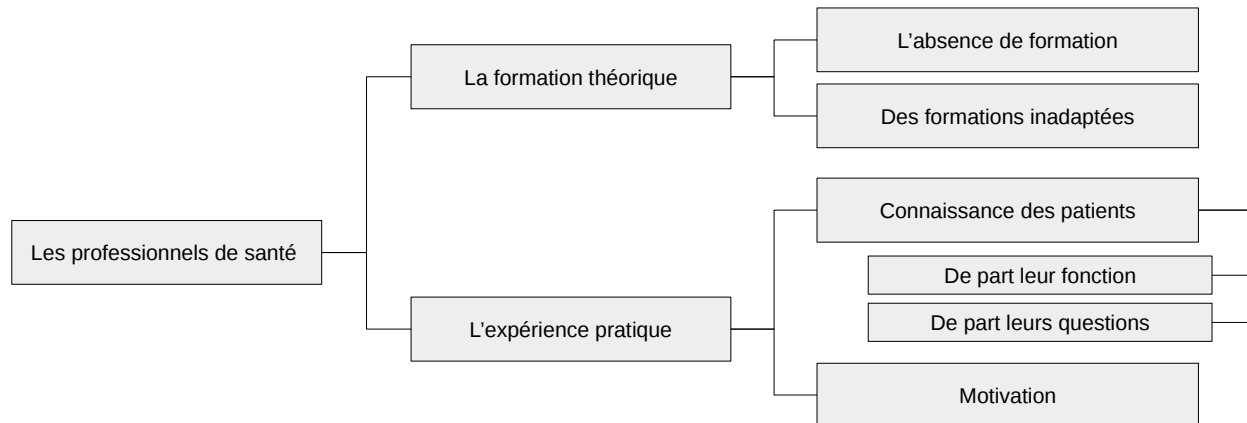 L’absence de formation
La formation théorique
Des formations inadaptées
Connaissance des patients
Les professionnels de santé
De part leur fonction
L’expérience pratique
De part leurs questions
Motivation